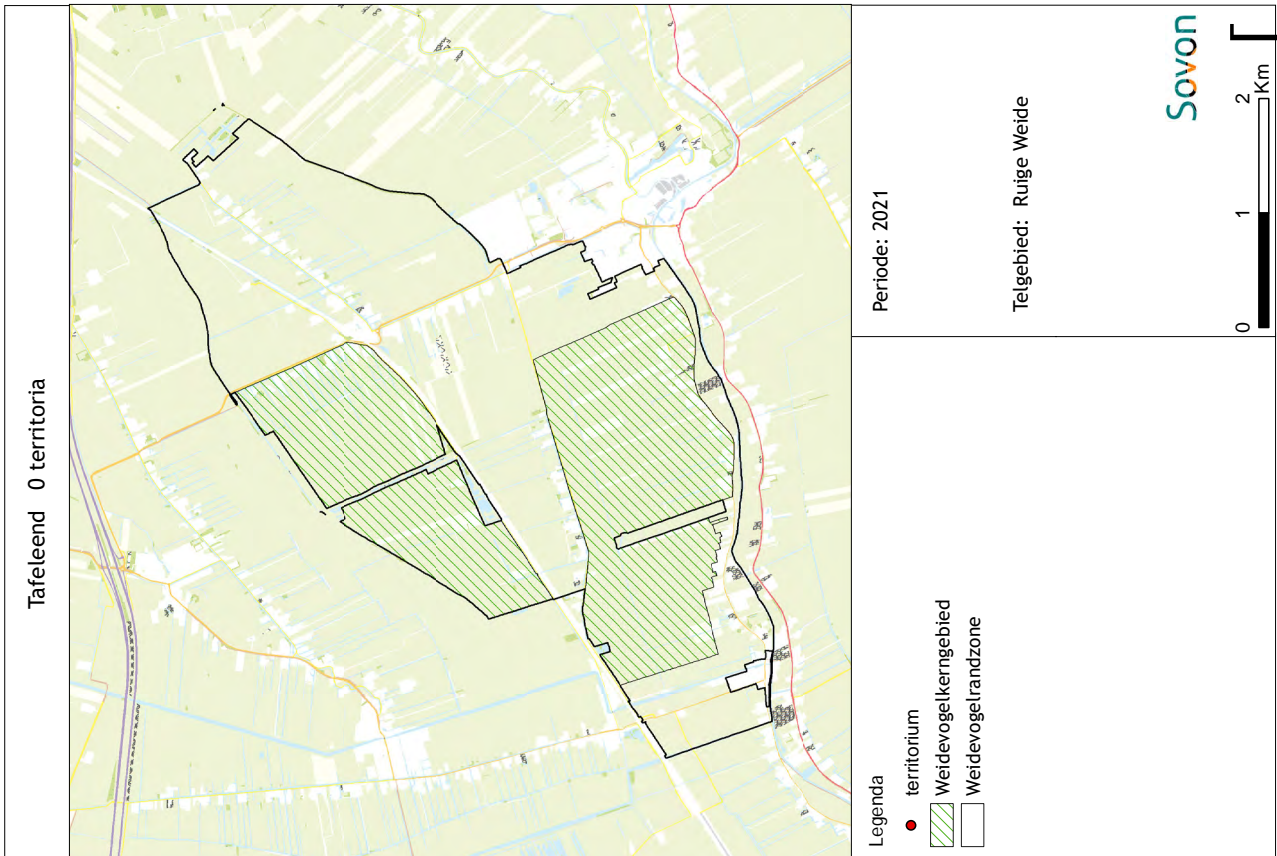 Tafeleend 0 territoria
Legenda
territorium
Weidevogelkerngebied
Weidevogelrandzone
Periode: 2021
Telgebied: Ruige Weide
Sovon
0 1 2
Km